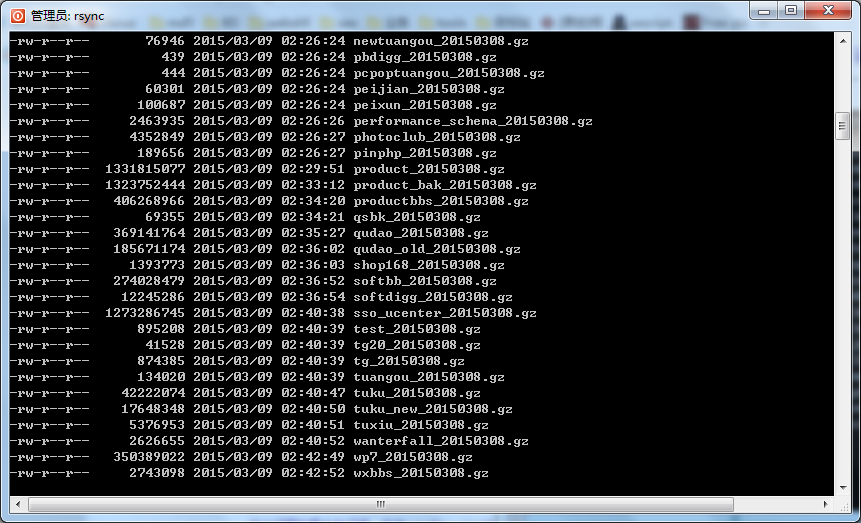 管理员: rsync
-rw-r--r-- 76946 2015/03/09 02:26:24 newtuangou_20150308.gz
-rw-r--r-- 439 2015/03/09 02:26:24 pbdigg_20150308.gz
-rw-r--r-- 444 2015/03/09 02:26:24 pcpoptuangou_20150308.gz
-rw-r--r-- 60301 2015/03/09 02:26:24 peijian_20150308.gz
-rw-r--r-- 100687 2015/03/09 02:26:24 peixun_20150308.gz
-rw-r--r-- 2463935 2015/03/09 02:26:26 performance_schema_20150308.gz
-rw-r--r-- 4352849 2015/03/09 02:26:27 photoclub_20150308.gz
-rw-r--r-- 189656 2015/03/09 02:26:27 pinphp_20150308.gz
-rw-r--r-- 1331815077 2015/03/09 02:29:51 product_20150308.gz
-rw-r--r-- 1323752444 2015/03/09 02:33:12 product_bak_20150308.gz
-rw-r--r-- 406268966 2015/03/09 02:34:20 productbbs_20150308.gz
-rw-r--r-- 69355 2015/03/09 02:34:21 qsbk_20150308.gz
-rw-r--r-- 369141764 2015/03/09 02:35:27 qudao_20150308.gz
-rw-r--r-- 185671174 2015/03/09 02:36:02 qudao_old_20150308.gz
-rw-r--r-- 1393773 2015/03/09 02:36:03 shop168_20150308.gz
-rw-r--r-- 274028479 2015/03/09 02:36:52 softbb_20150308.gz
-rw-r--r-- 12245286 2015/03/09 02:36:54 softdigg_20150308.gz
-rw-r--r-- 1273286745 2015/03/09 02:40:38 sso_ucenter_20150308.gz
-rw-r--r-- 895208 2015/03/09 02:40:39 test_20150308.gz
-rw-r--r-- 41528 2015/03/09 02:40:39 tg20_20150308.gz
-rw-r--r-- 874385 2015/03/09 02:40:39 tg_20150308.gz
-rw-r--r-- 134020 2015/03/09 02:40:39 tuangou_20150308.gz
-rw-r--r-- 42222074 2015/03/09 02:40:47 tuku_20150308.gz
-rw-r--r-- 17648348 2015/03/09 02:40:50 tuku_new_20150308.gz
-rw-r--r-- 5376953 2015/03/09 02:40:51 tuxiu_20150308.gz
-rw-r--r-- 2626655 2015/03/09 02:40:52 wanterfall_20150308.gz
-rw-r--r-- 350389022 2015/03/09 02:42:49 wp7_20150308.gz
-rw-r--r-- 2743098 2015/03/09 02:42:52 wxbbs_20150308.gz